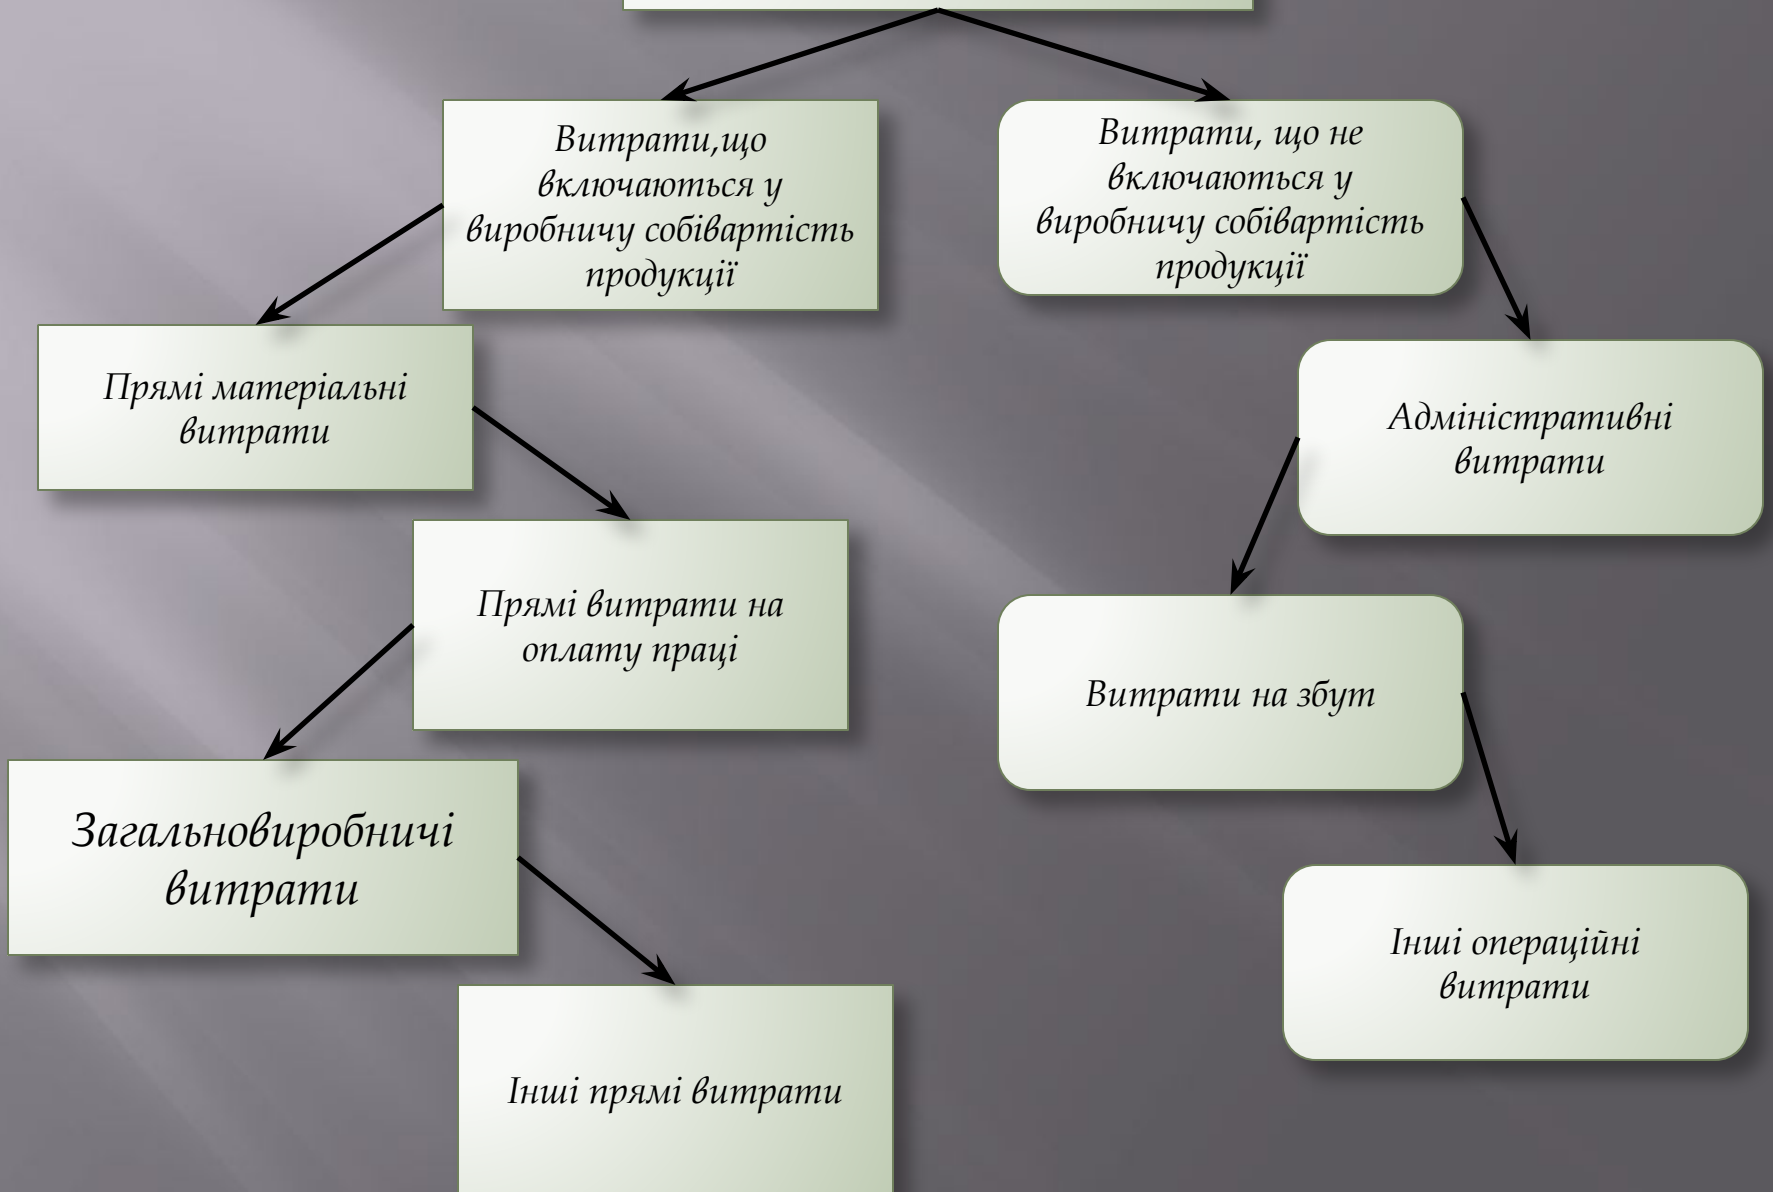 Витрати,що
включаються у
виробничу собівартість
продукції
Витрати, що не
включаються у
виробничу собівартість
продукції
Прямі матеріальні
витрати
Адміністративні
витрати
Прямі витрати на
оплату праці
Витрати на збут
Загальновиробничі
витрати
Інші операційні
витрати
Інші прямі витрати